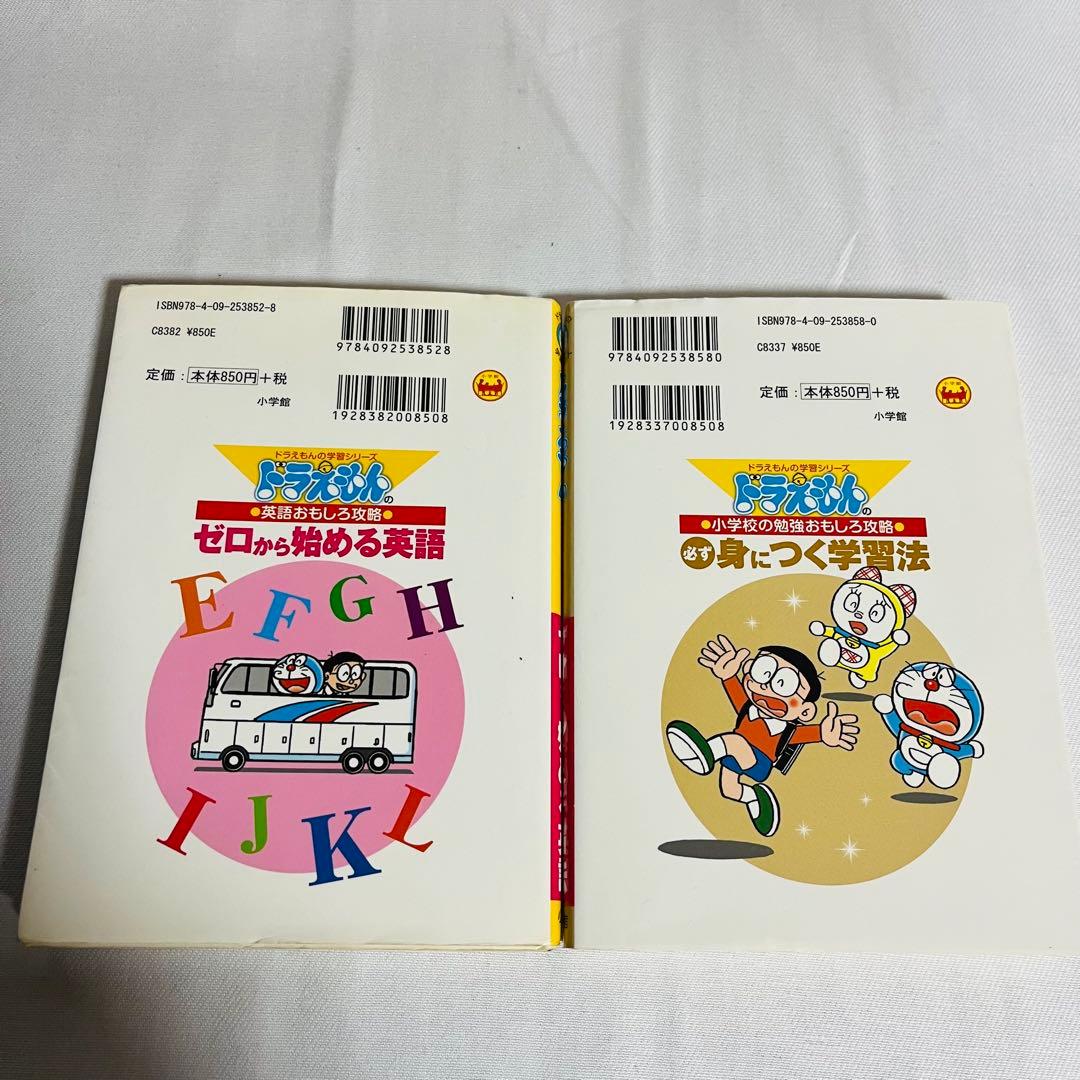 ISBN978-4-09-253852-8
C8382 ¥850E
9784092538528
定価：本体850円+税
小学館
1928382008508
小学館
ドラえもんの学習シリーズ
ドラえもんの
●英語おもしろ攻略●
ゼロから始める英語
E F G H
I J K L
9784092538580
ISBN978-4-09-253858-0
C8337 ¥850E
1928337008508
定価：本体850円+税
小学館
小学館
ドラえもんの学習シリーズ
ドラえもんの
●小学校の勉強おもしろ攻略●
必ず身につく学習法